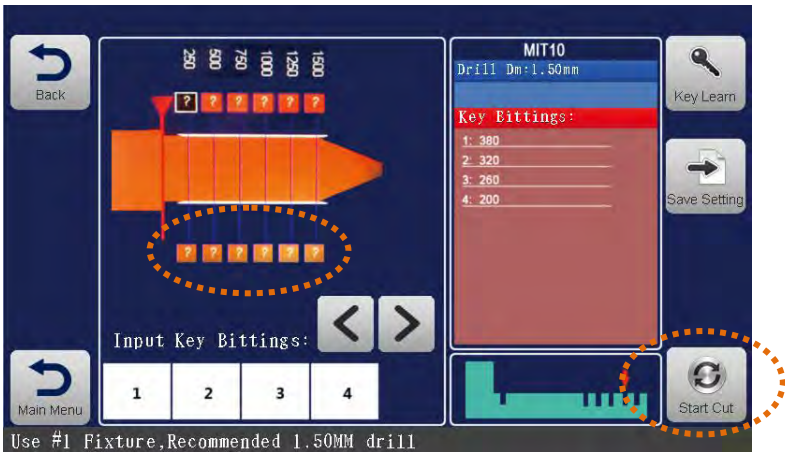 Back
250 500 750 1000 1250 1500
? ? ? ? ? ?
? ? ? ? ? ?
Input Key Bittings: < >
1 2 3 4
Main Menu
MIT10
Drill Dm:1.50mm
Key Bittings:
1: 380
2: 320
3: 260
4: 200
Key Learn
Save Setting
Start Cut
Use #1 Fixture,Recommended 1.50MM drill